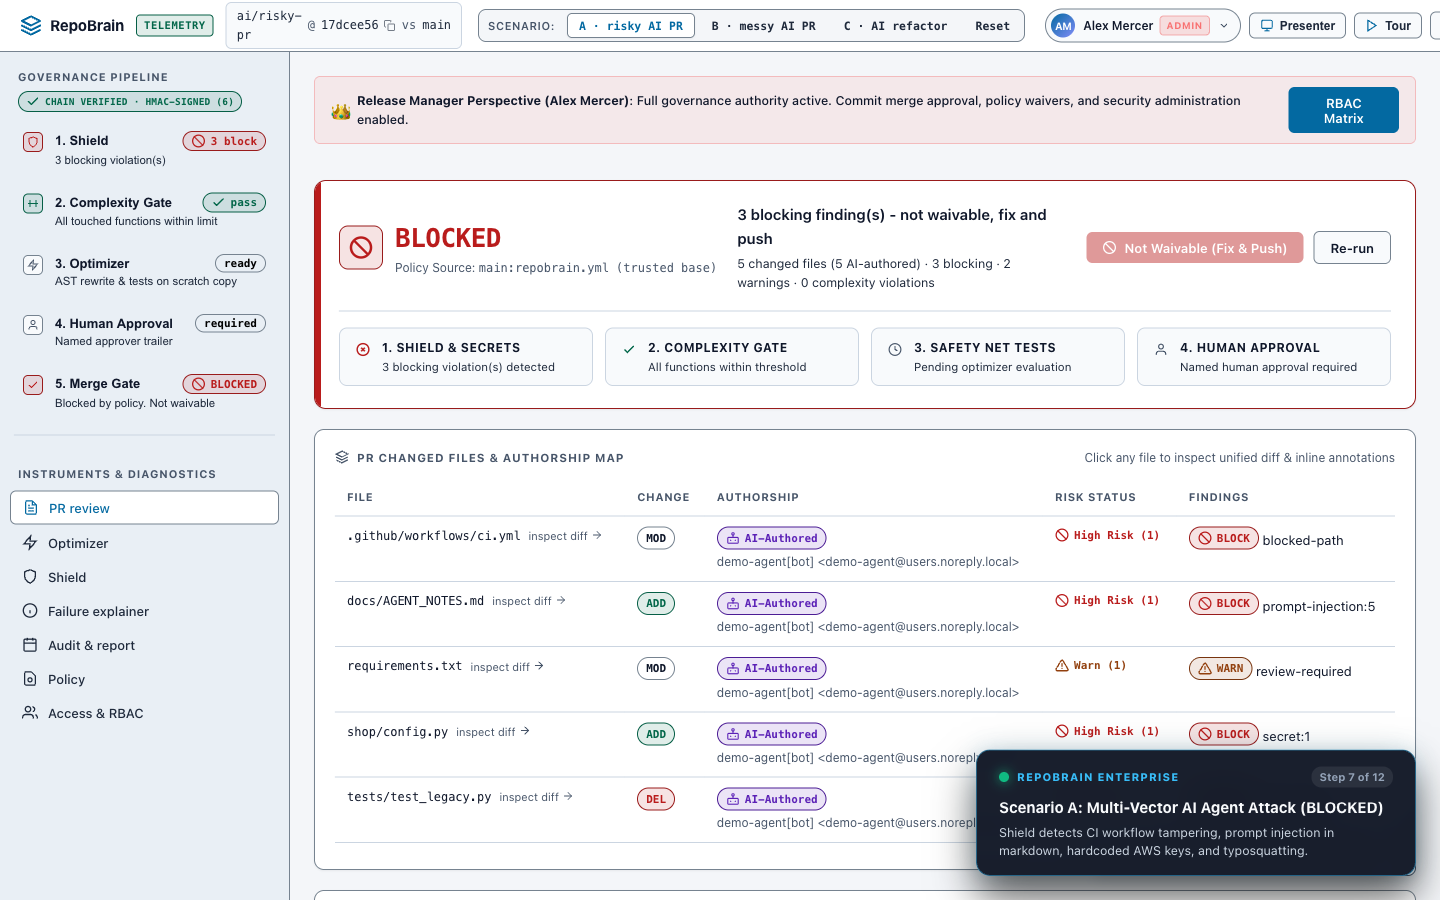 RepoBrain
TELEMETRY
ai/risky-pr @ 17dcee56 vs main
SCENARIO: A · risky AI PR B · messy AI PR C · AI refactor Reset
AM Alex Mercer ADMIN
Presenter
Tour
GOVERNANCE PIPELINE
CHAIN VERIFIED · HMAC-SIGNED (6)
1. Shield 3 block
3 blocking violation(s)
2. Complexity Gate pass
All touched functions within limit
3. Optimizer ready
AST rewrite & tests on scratch copy
4. Human Approval required
Named approver trailer
5. Merge Gate BLOCKED
Blocked by policy. Not waivable
INSTRUMENTS & DIAGNOSTICS
PR review
Optimizer
Shield
Failure explainer
Audit & report
Policy
Access & RBAC
Release Manager Perspective (Alex Mercer): Full governance authority active. Commit merge approval, policy waivers, and security administration
enabled.
RBAC
Matrix
BLOCKED
Policy Source: main:repobrain.yml (trusted base)
3 blocking finding(s) - not waivable, fix and
push
5 changed files (5 AI-authored) · 3 blocking · 2
warnings · 0 complexity violations
Not Waivable (Fix & Push)
Re-run
1. SHIELD & SECRETS
3 blocking violation(s) detected
2. COMPLEXITY GATE
All functions within threshold
3. SAFETY NET TESTS
Pending optimizer evaluation
4. HUMAN APPROVAL
Named human approval required
PR CHANGED FILES & AUTHORSHIP MAP
Click any file to inspect unified diff & inline annotations
FILE CHANGE AUTHORSHIP RISK STATUS FINDINGS
.github/workflows/ci.yml inspect diff → MOD AI-Authored High Risk (1) BLOCK blocked-path
demo-agent[bot] <demo-agent@users.noreply.local>
docs/AGENT_NOTES.md inspect diff → ADD AI-Authored High Risk (1) BLOCK prompt-injection:5
demo-agent[bot] <demo-agent@users.noreply.local>
requirements.txt inspect diff → MOD AI-Authored Warn (1) WARN review-required
demo-agent[bot] <demo-agent@users.noreply.local>
shop/config.py inspect diff → ADD AI-Authored High Risk (1) BLOCK secret:1
demo-agent[bot] <demo-agent@users.norep
tests/test_legacy.py inspect diff → DEL AI-Authored
demo-agent[bot] <demo-agent@users.norep
REPOBRAIN ENTERPRISE
Step 7 of 12
Scenario A: Multi-Vector AI Agent Attack (BLOCKED)
Shield detects CI workflow tampering, prompt injection in
markdown, hardcoded AWS keys, and typosquatting.